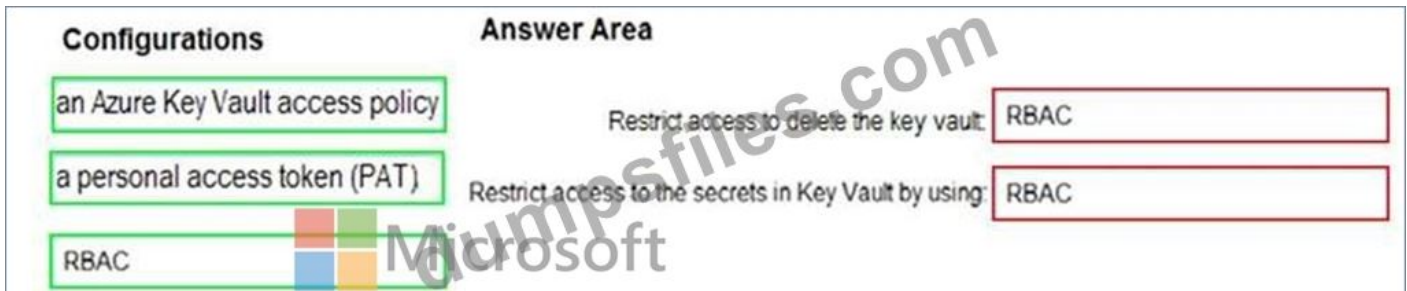 Configurations
Answer Area
an Azure Key Vault access policy
a personal access token (PAT)
RBAC
Restrict access to delete the key vault:
RBAC
Restrict access to the secrets in Key Vault by using:
RBAC
Microsoft
dumpsfiles.com